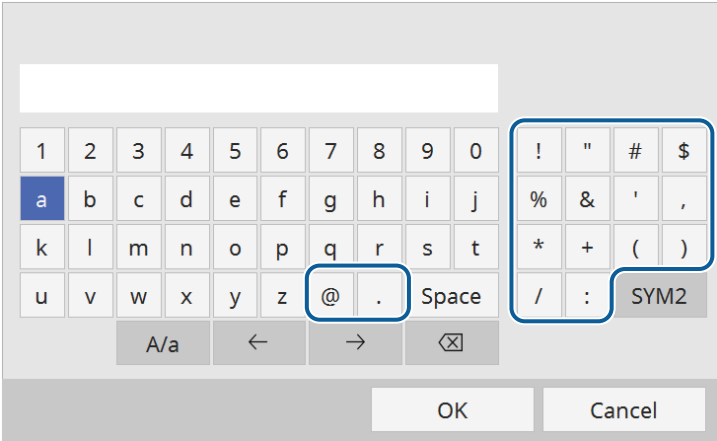 1 2 3 4 5 6 7 8 9 0 ! " # $
a b c d e f g h i j % & ' ,
k l m n o p q r s t * + ( )
u v w x y z @ . Space / : SYM2
A/a ← → ⌫
OK Cancel